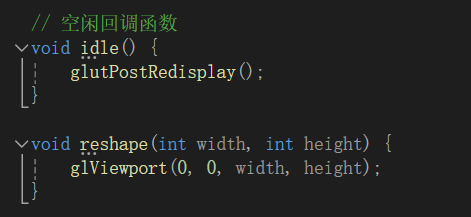 // 空闲回调函数
void idle() {
    glutPostRedisplay();
}

void reshape(int width, int height) {
    glViewport(0, 0, width, height);
}